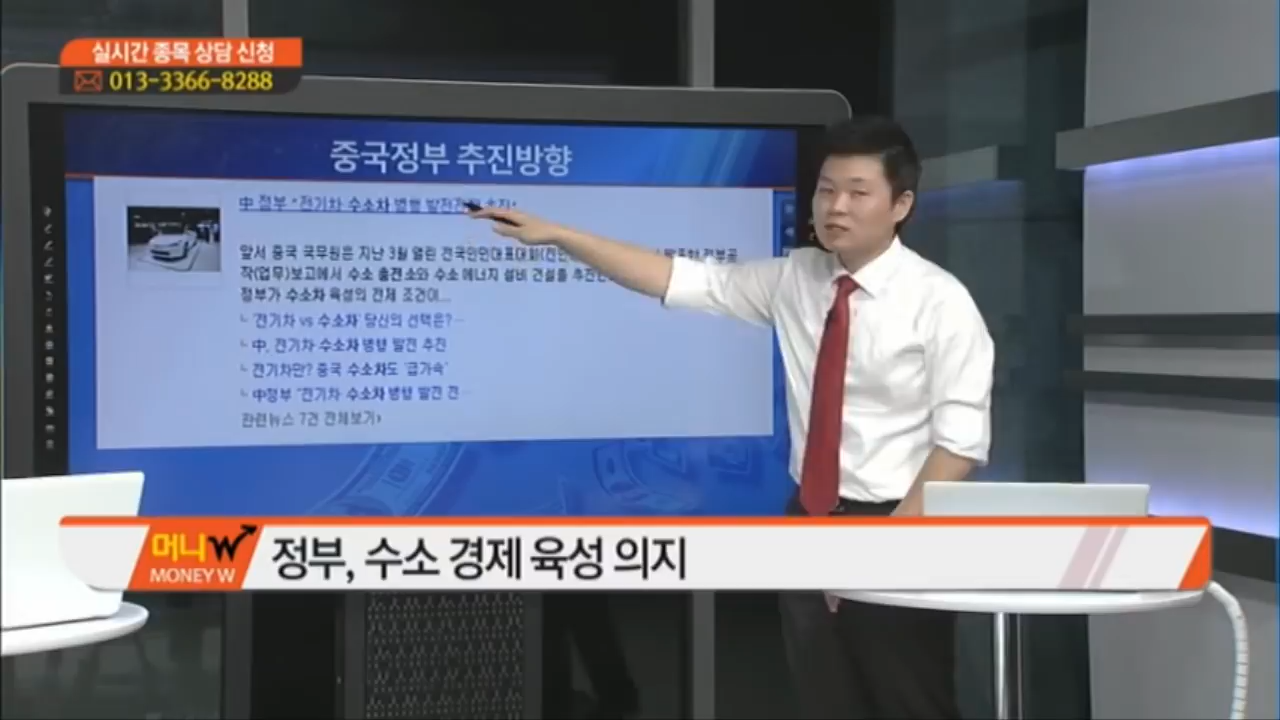 실시간 종목 상담 신청
013-3366-8288
중국정부 추진방향
中 정부 "전기차 수소차 병행 발전
앞서 중국 국무원은 지난 3월 열린 전국인민대표대회(전인
작(업무)보고에서 수소 충전소와 수소 에너지 설비 건설을 추진
정부가 수소차 육성의 전제 조건이...
└ '전기차 vs 수소차' 당신의 선택은?…
└ 中, 전기차 수소차 병행 발전 추진
└ 전기차만? 중국 수소차도 '급가속'
└ 中정부 "전기차 수소차 병행 발전 전…
관련뉴스 7건 전체보기>
머니W
MONEY W
정부, 수소 경제 육성 의지